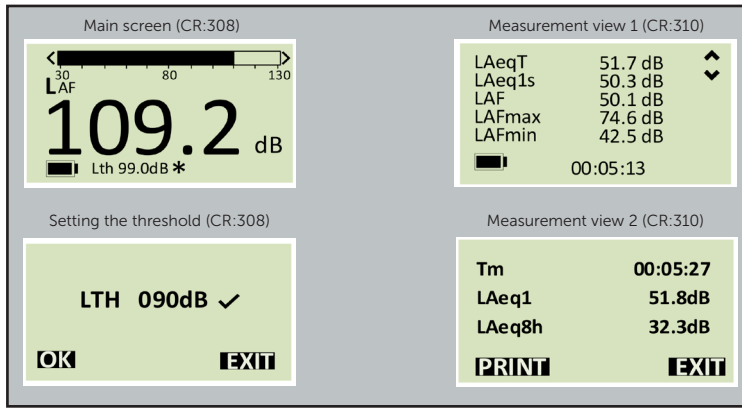 Main screen (CR:308)
30 80 130
LAF
109.2 dB
Lth 99.0dB *
Measurement view 1 (CR:310)
LAeqT 51.7 dB
LAeq1s 50.3 dB
LAF 50.1 dB
LAFmax 74.6 dB
LAFmin 42.5 dB
00:05:13
Setting the threshold (CR:308)
LTH 090dB ✓
OK EXIT
Measurement view 2 (CR:310)
Tm 00:05:27
LAeq1 51.8dB
LAeq8h 32.3dB
PRINT EXIT